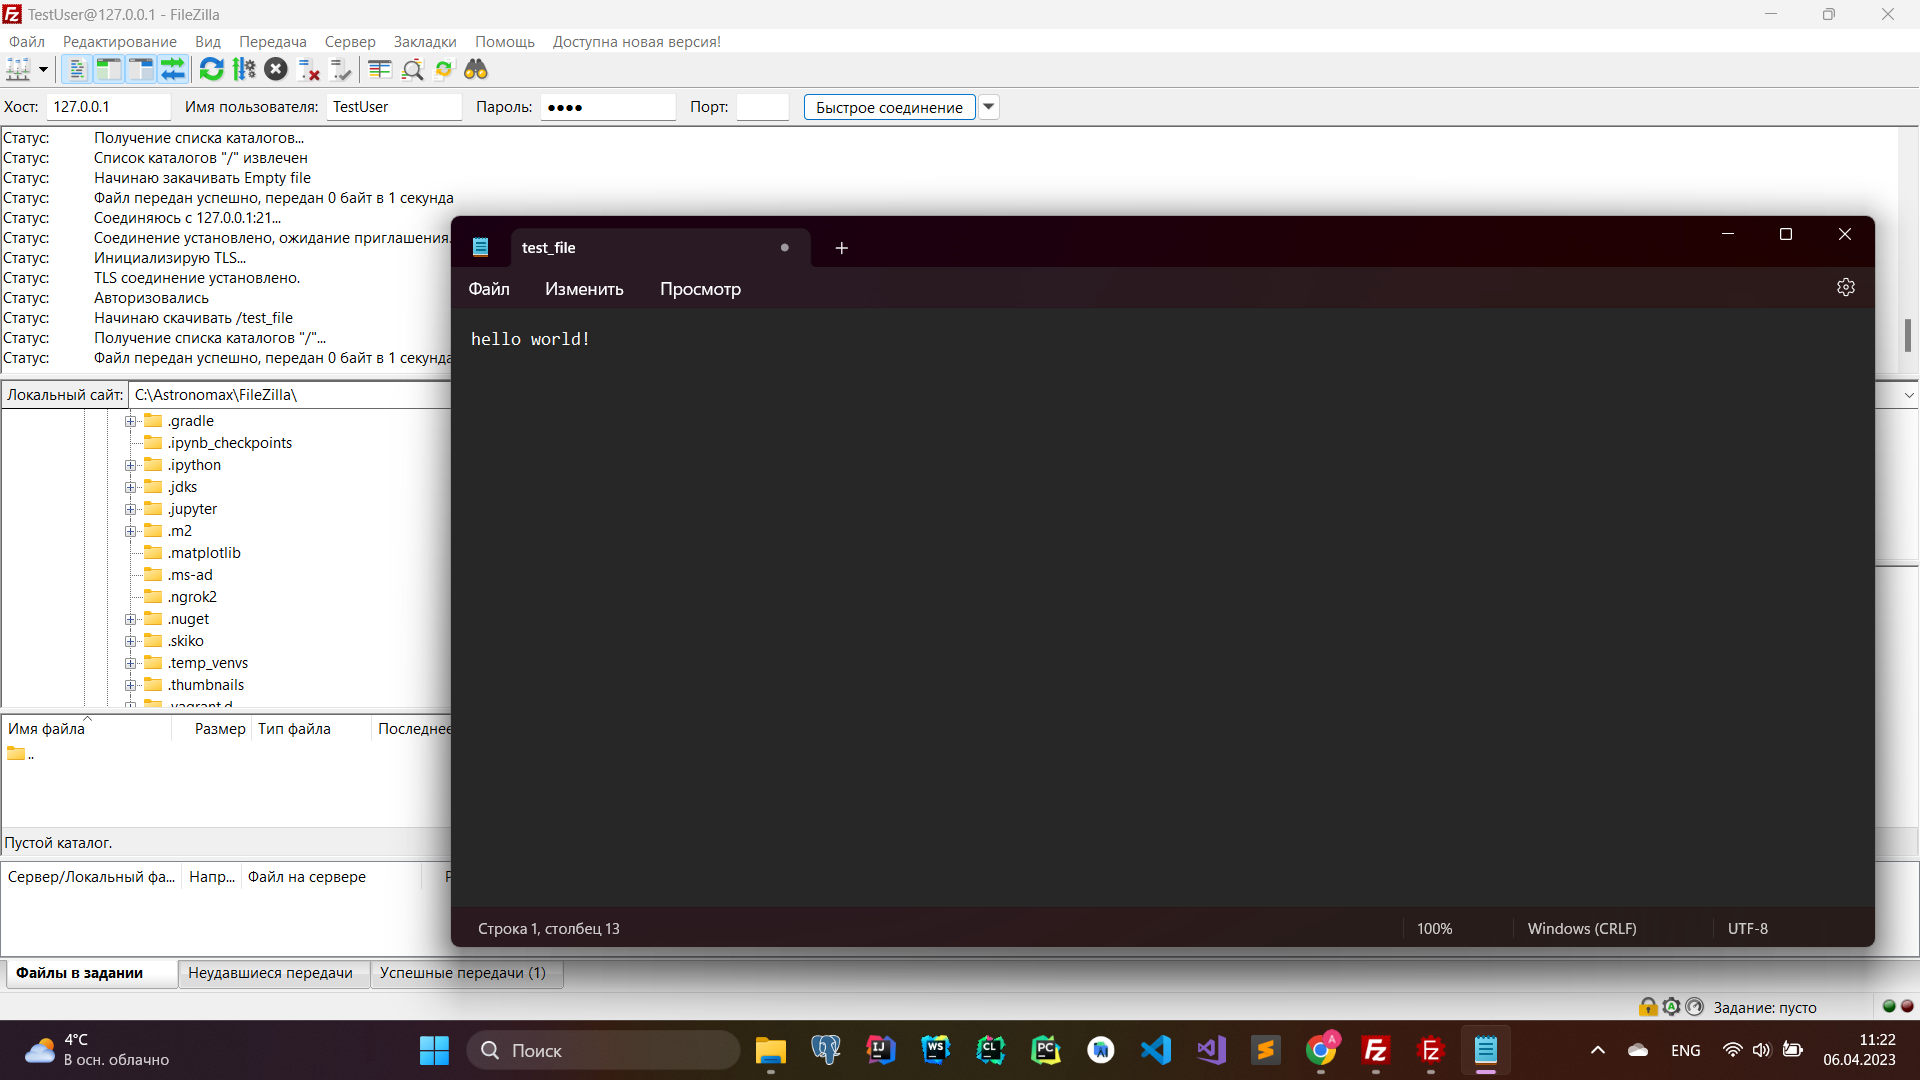 TestUser@127.0.0.1 - FileZilla
Файл Редактирование Вид Передача Сервер Закладки Помощь Доступна новая версия!
Хост: 127.0.0.1 Имя пользователя: TestUser Пароль: ●●●● Порт: Быстрое соединение
Статус: Получение списка каталогов...
Статус: Список каталогов "/" извлечен
Статус: Начинаю закачивать Empty file
Статус: Файл передан успешно, передан 0 байт в 1 секунда
Статус: Соединяюсь с 127.0.0.1:21...
Статус: Соединение установлено, ожидание приглашения.
Статус: Инициализирую TLS...
Статус: TLS соединение установлено.
Статус: Авторизовались
Статус: Начинаю скачивать /test_file
Статус: Получение списка каталогов "/"...
Статус: Файл передан успешно, передан 0 байт в 1 секунда
Локальный сайт: C:\Astronomax\FileZilla\
.gradle
.ipynb_checkpoints
.ipython
.jdks
.jupyter
.m2
.matplotlib
.ms-ad
.ngrok2
.nuget
.skiko
.temp_venvs
.thumbnails
.vagrant.d
Имя файла Размер Тип файла Последнее
..
Пустой каталог.
Сервер/Локальный фа... Напр... Файл на сервере Р
Файлы в задании Неудавшиеся передачи Успешные передачи (1)
Задание: пусто
test_file
Файл Изменить Просмотр
hello world!
Строка 1, столбец 13 100% Windows (CRLF) UTF-8
4°C
В осн. облачно
Поиск
IJ WS CL PC A
ENG
11:22
06.04.2023